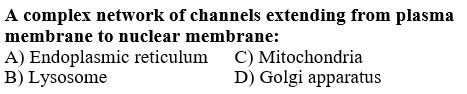 A complex network of channels extending from plasma
membrane to nuclear membrane:
A) Endoplasmic reticulum C) Mitochondria
B) Lysosome D) Golgi apparatus